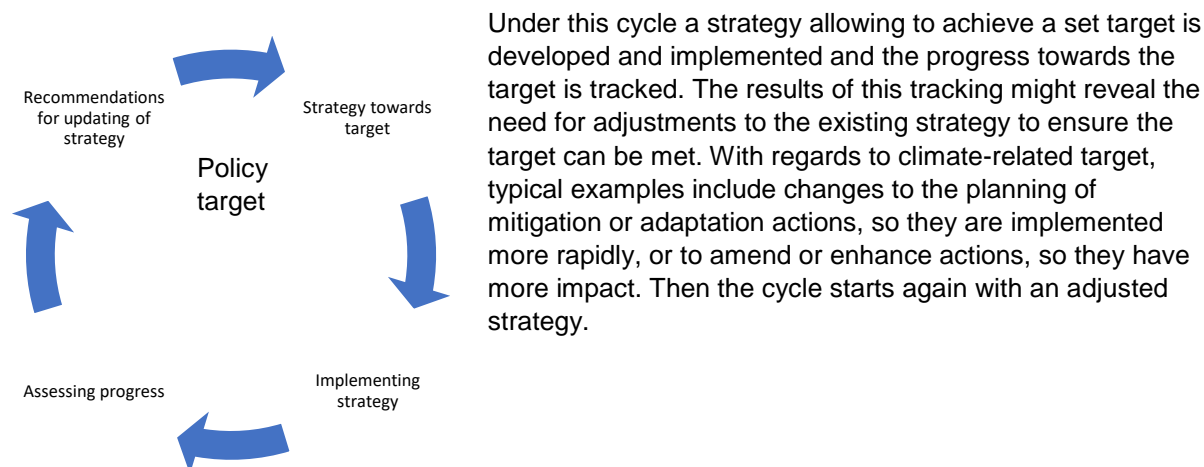 Recommendations
for updating of
strategy
Strategy towards
target
Policy
target
Implementing
strategy
Assessing progress
Under this cycle a strategy allowing to achieve a set target is
developed and implemented and the progress towards the
target is tracked. The results of this tracking might reveal the
need for adjustments to the existing strategy to ensure the
target can be met. With regards to climate-related target,
typical examples include changes to the planning of
mitigation or adaptation actions, so they are implemented
more rapidly, or to amend or enhance actions, so they have
more impact. Then the cycle starts again with an adjusted
strategy.